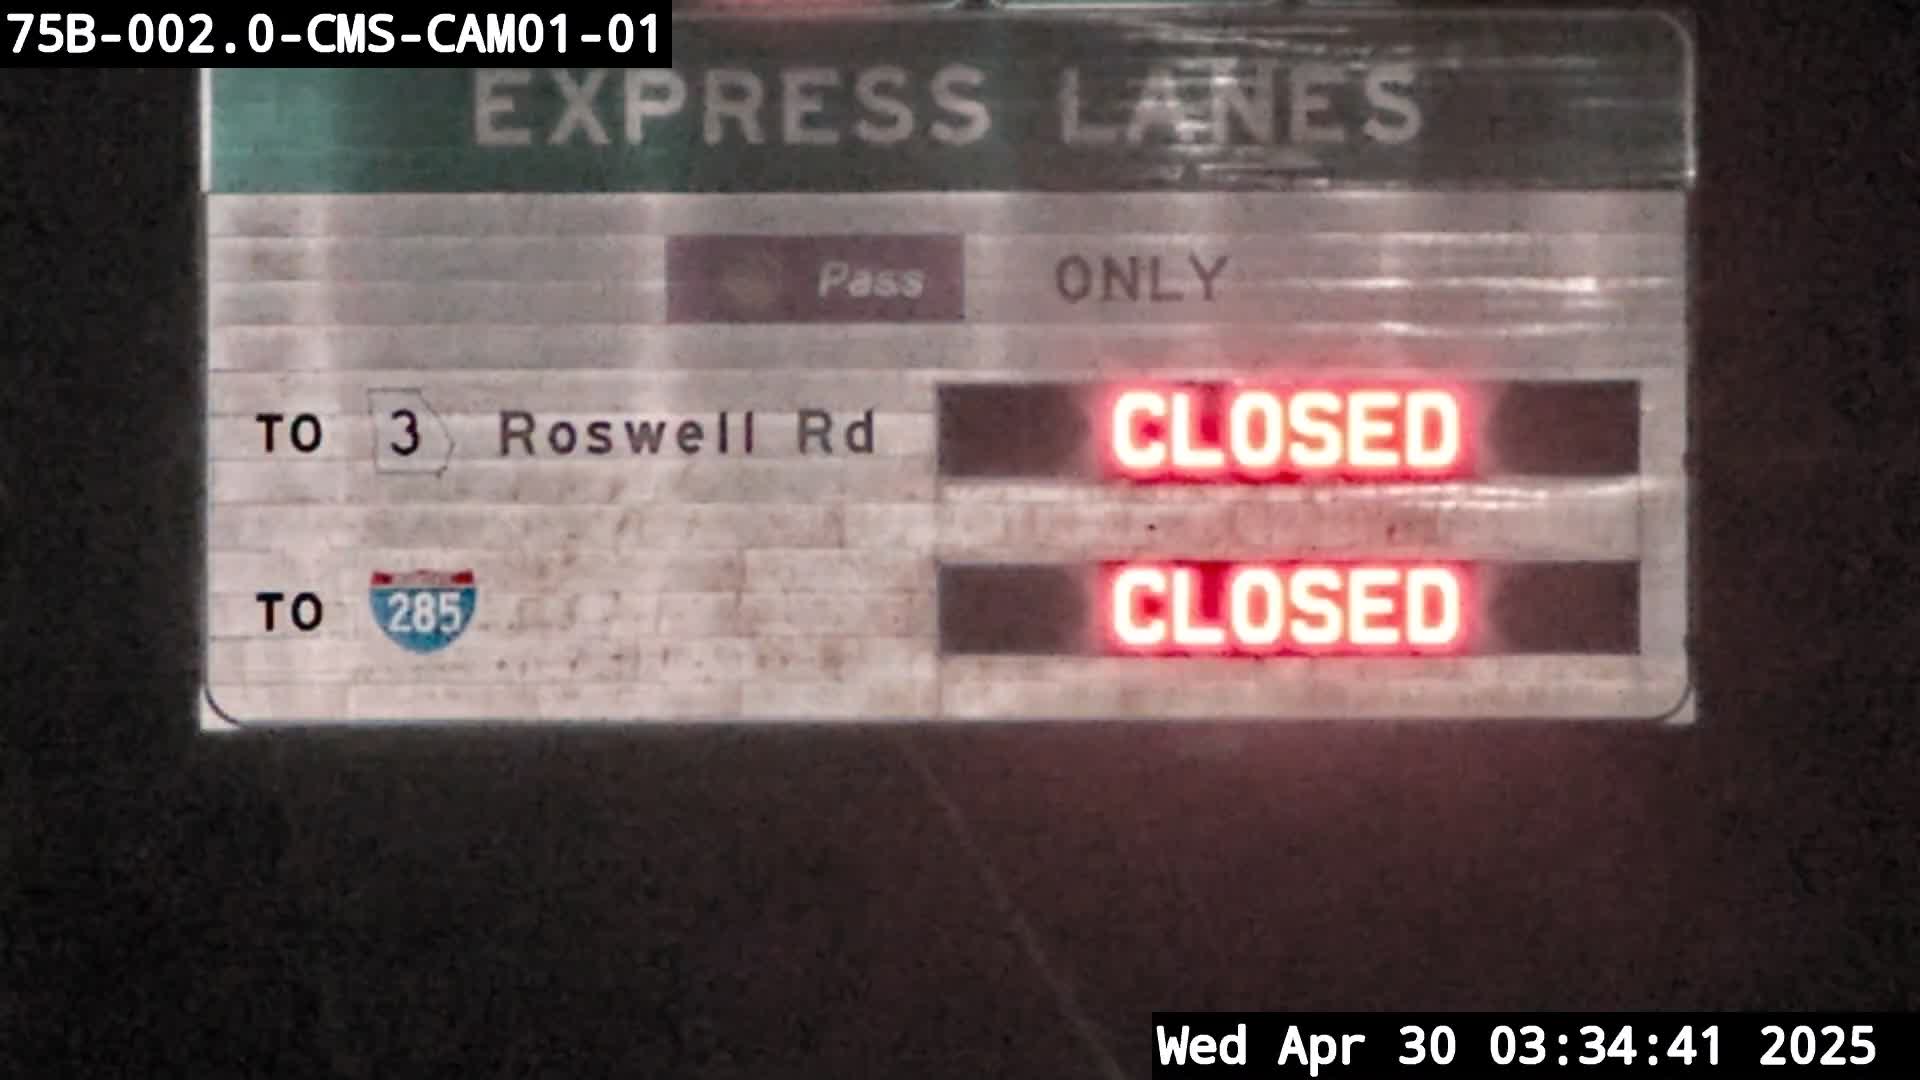 75B-002.0-CMS-CAM01-01
EXPRESS LANES
Pass ONLY
TO 3 Roswell Rd CLOSED
TO 285 CLOSED
Wed Apr 30 03:34:41 2025